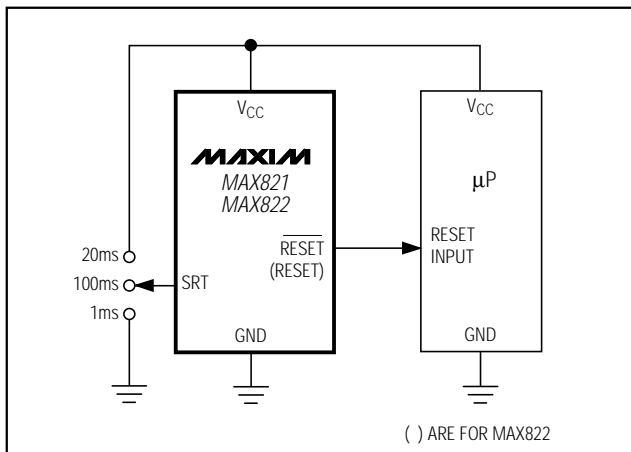 VCC
VCC
MAXIM
MAX821
MAX822
μP
RESET
(RESET)
RESET
INPUT
20ms
100ms
1ms
SRT
GND
GND
( ) ARE FOR MAX822